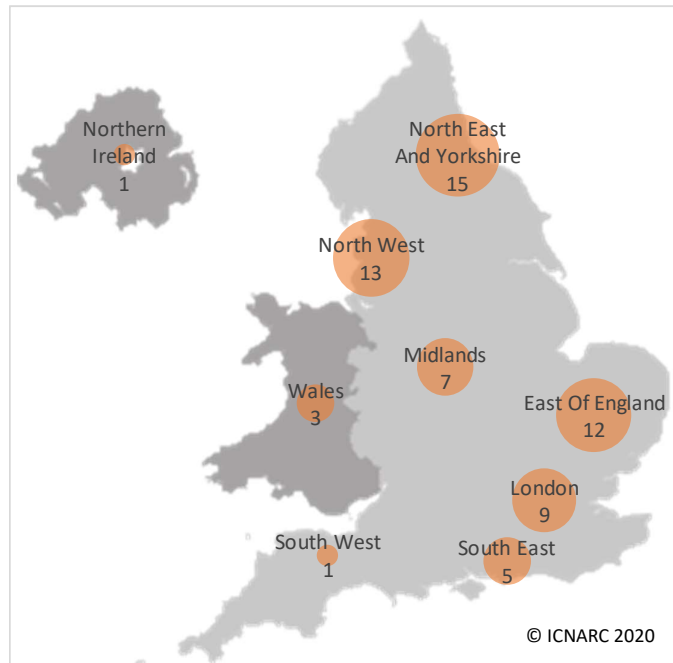 Northern
Ireland
1
North East
And Yorkshire
15
North West
13
Midlands
7
Wales
3
East Of England
12
London
9
South West
1
South East
5
© ICNARC 2020